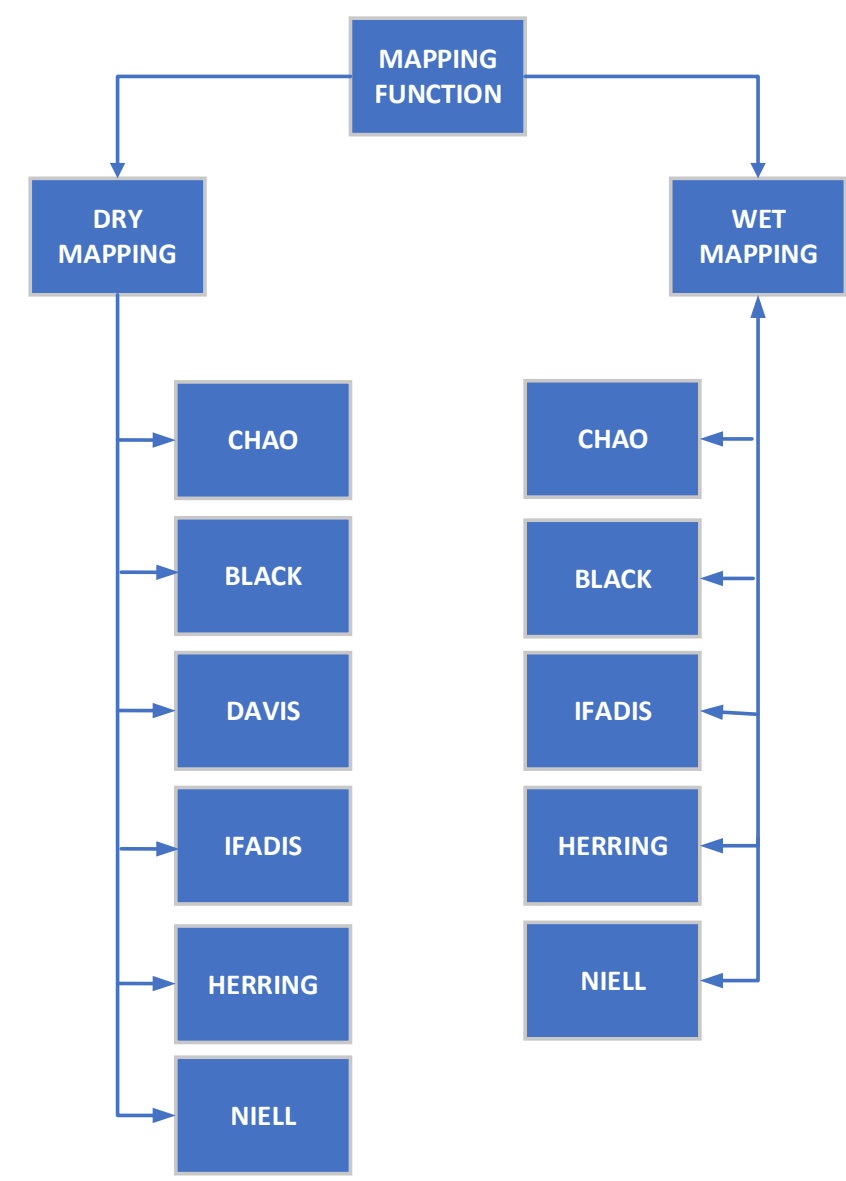 MAPPING
FUNCTION
DRY
MAPPING
WET
MAPPING
CHAO
BLACK
DAVIS
IFADIS
HERRING
NIELL
CHAO
BLACK
IFADIS
HERRING
NIELL